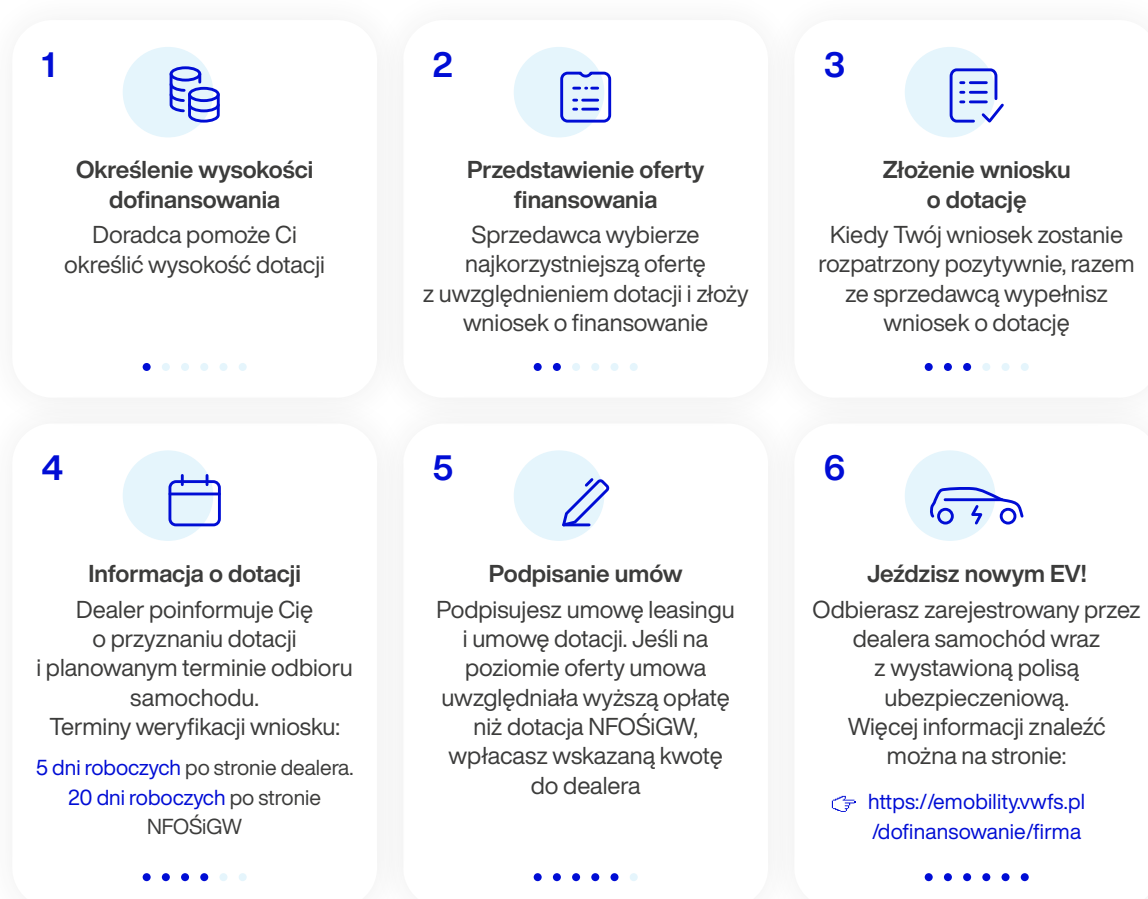 1
Określenie wysokości
dofinansowania
Doradca pomoże Ci
określić wysokość dotacji
2
Przedstawienie oferty
finansowania
Sprzedawca wybierze
najkorzystniejszą ofertę
z uwzględnieniem dotacji i złoży
wniosek o finansowanie
3
Złożenie wniosku
o dotację
Kiedy Twój wniosek zostanie
rozpatrzony pozytywnie, razem
ze sprzedawcą wypełnisz
wniosek o dotację
4
Informacja o dotacji
Dealer poinformuje Cię
o przyznaniu dotacji
i planowanym terminie odbioru
samochodu.
Terminy weryfikacji wniosku:
5 dni roboczych po stronie dealera.
20 dni roboczych po stronie
NFOŚiGW
5
Podpisanie umów
Podpisujesz umowę leasingu
i umowę dotacji. Jeśli na
poziomie oferty umowa
uwzględniała wyższą opłatę
niż dotacja NFOŚiGW,
wpłacasz wskazaną kwotę
do dealera
6
Jeździsz nowym EV!
Odbierasz zarejestrowany przez
dealera samochód wraz
z wystawioną polisą
ubezpieczeniową.
Więcej informacji znaleźć
można na stronie:
https://emobility.vwfs.pl
/dofinansowanie/firma